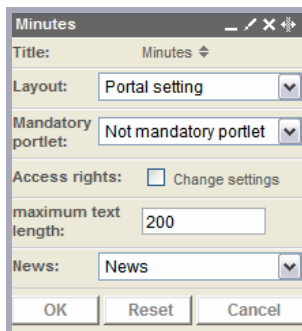 Minutes
Title: Minutes
Layout: Portal setting
Mandatory
portlet: Not mandatory portlet
Access rights: Change settings
maximum text
length: 200
News: News
OK Reset Cancel